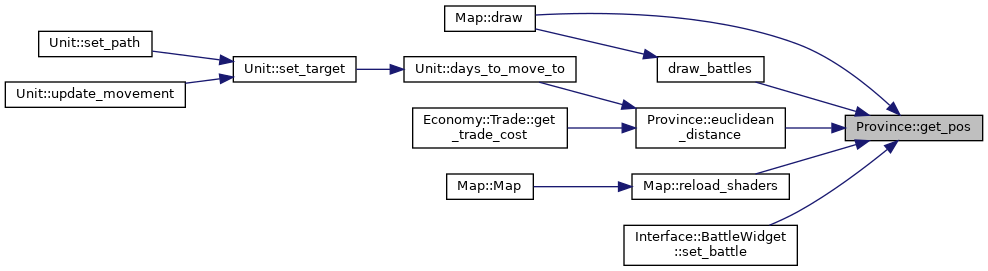 Map::draw
Unit::set_path
Unit::set_target
Unit::days_to_move_to
draw_battles
Unit::update_movement
Economy::Trade::get
_trade_cost
Province::euclidean
_distance
Province::get_pos
Map::Map
Map::reload_shaders
Interface::BattleWidget
::set_battle